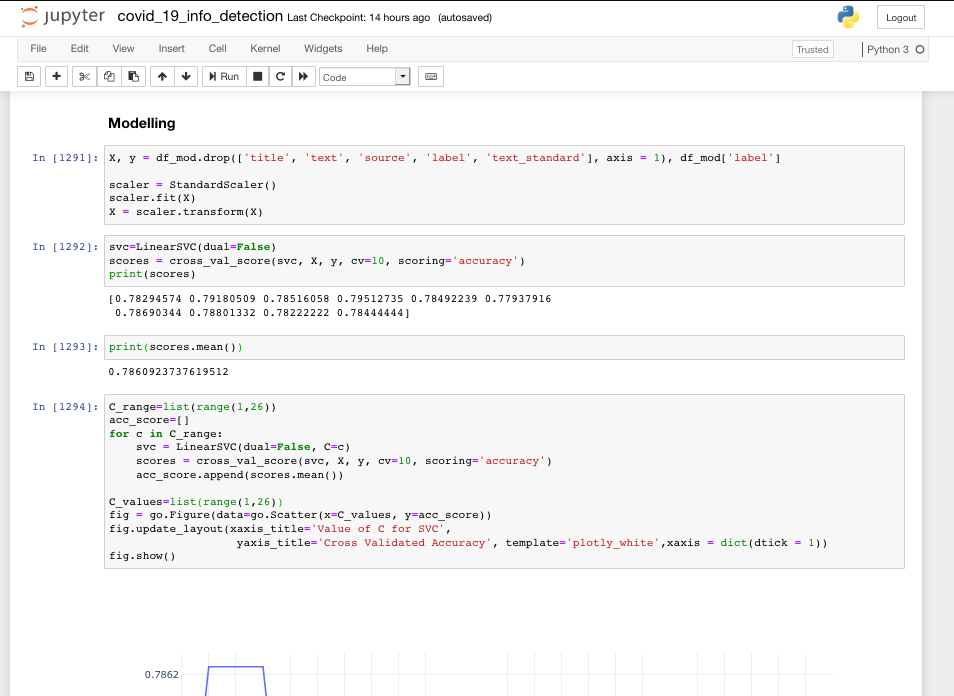 jupyter covid_19_info_detection Last Checkpoint: 14 hours ago (autosaved)
Logout
File Edit View Insert Cell Kernel Widgets Help
Trusted Python 3
Run Code
Modelling
In [1291]: X, y = df_mod.drop(['title', 'text', 'source', 'label', 'text_standard'], axis = 1), df_mod['label']
scaler = StandardScaler()
scaler.fit(X)
X = scaler.transform(X)
In [1292]: svc=LinearSVC(dual=False)
scores = cross_val_score(svc, X, y, cv=10, scoring='accuracy')
print(scores)
[0.78294574 0.79180509 0.78516058 0.79512735 0.78492239 0.77937916
0.78690344 0.78801332 0.78222222 0.78444444]
In [1293]: print(scores.mean())
0.7860923737619512
In [1294]: C_range=list(range(1,26))
acc_score=[]
for c in C_range:
    svc = LinearSVC(dual=False, C=c)
    scores = cross_val_score(svc, X, y, cv=10, scoring='accuracy')
    acc_score.append(scores.mean())
C_values=list(range(1,26))
fig = go.Figure(data=go.Scatter(x=C_values, y=acc_score))
fig.update_layout(xaxis_title='Value of C for SVC',
                   yaxis_title='Cross Validated Accuracy', template='plotly_white',xaxis = dict(dtick = 1))
fig.show()
0.7862